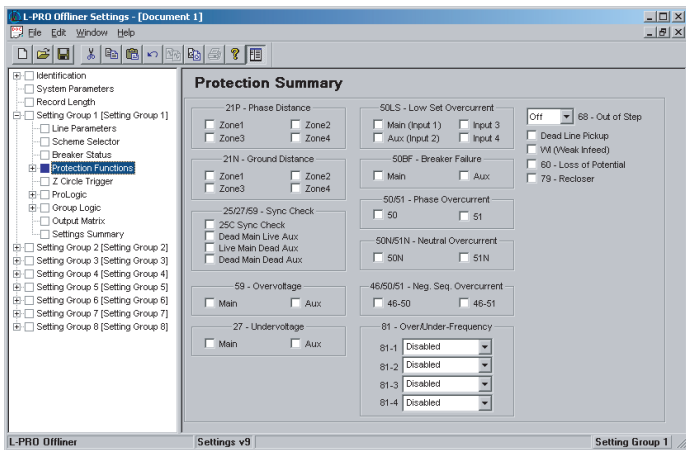 L-PRO Offliner Settings - [Document 1]
File Edit Window Help
Identification
System Parameters
Record Length
Setting Group 1 [Setting Group 1]
Line Parameters
Scheme Selector
Breaker Status
Protection Functions
Z Circle Trigger
ProLogic
Group Logic
Output Matrix
Settings Summary
Setting Group 2 [Setting Group 2]
Setting Group 3 [Setting Group 3]
Setting Group 4 [Setting Group 4]
Setting Group 5 [Setting Group 5]
Setting Group 6 [Setting Group 6]
Setting Group 7 [Setting Group 7]
Setting Group 8 [Setting Group 8]
Protection Summary
21P - Phase Distance
Zone1 Zone2
Zone3 Zone4
21N - Ground Distance
Zone1 Zone2
Zone3 Zone4
25/27/59 - Sync Check
25C Sync Check
Dead Main Live Aux
Live Main Dead Aux
Dead Main Dead Aux
59 - Overvoltage
Main Aux
27 - Undervoltage
Main Aux
50LS - Low Set Overcurrent
Main (Input 1) Input 3
Aux (Input 2) Input 4
50BF - Breaker Failure
Main Aux
50/51 - Phase Overcurrent
50 51
50N/51N - Neutral Overcurrent
50N 51N
46/50/51 - Neg. Seq. Overcurrent
46-50 46-51
81 - Over/Under-Frequency
81-1 Disabled
81-2 Disabled
81-3 Disabled
81-4 Disabled
Off 68 - Out of Step
Dead Line Pickup
WI (Weak Infeed)
60 - Loss of Potential
79 - Recloser
L-PRO Offliner Settings v9 Setting Group 1